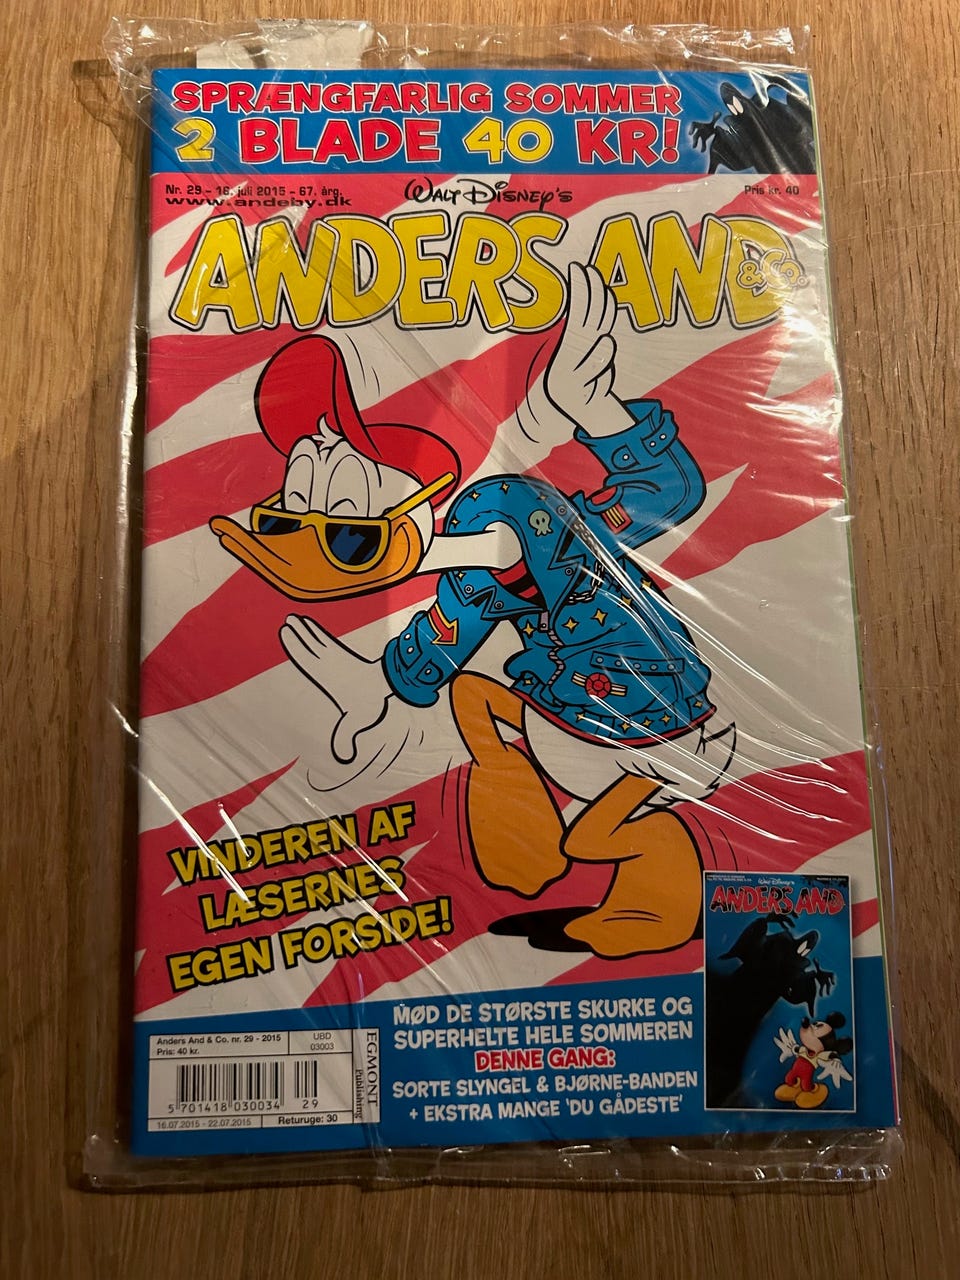 SPRÆNGFARLIG SOMMER
2 BLADE 40 KR!
Nr. 29 - 16. juli 2015 - 67. årg.
www.andeby.dk
WALT DISNEY'S
Pris kr. 40
ANDERS AND
& Co.
VINDEREN AF
LÆSERNES
EGEN FORSIDE!
WALT DISNEY'S
ANDERS AND
MØD DE STØRSTE SKURKE OG
SUPERHELTE HELE SOMMEREN
DENNE GANG:
SORTE SLYNGEL & BJØRNE-BANDEN
+ EKSTRA MANGE 'DU GÅDESTE'
Anders And & Co. nr. 29 - 2015
Pris: 40 kr.
UBD
03003
5 701418 030034
29
16.07.2015 - 22.07.2015
Returuge: 30
EGMONT
Publishing